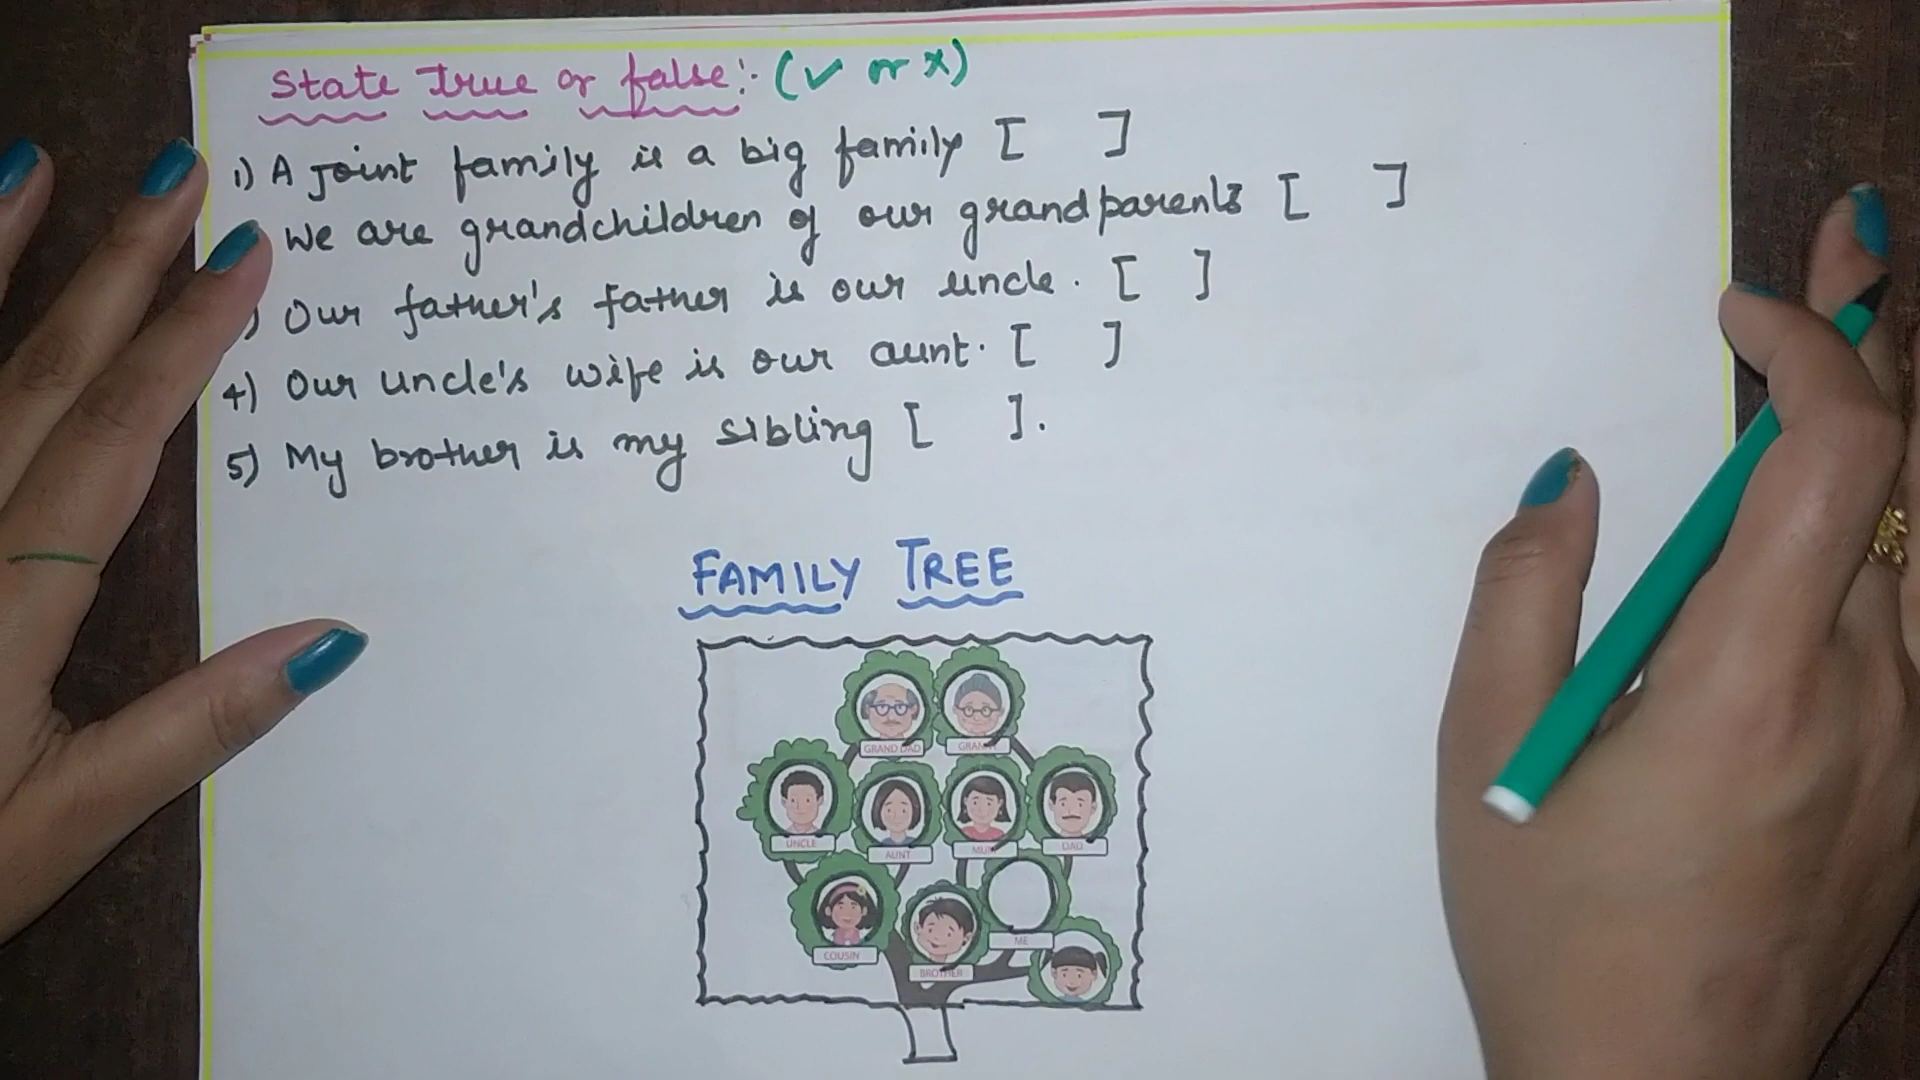 State True or false:- (✓ or x)
1) A joint family is a big family [ ]
We are grandchildren of our grandparents [ ]
) Our father's father is our uncle. [ ]
4) Our uncle's wife is our aunt. [ ]
5) My brother is my sibling [ ].
FAMILY TREE
GRAND DAD
UNCLE
AUNT
DAD
ME
COUSIN
BROTHER